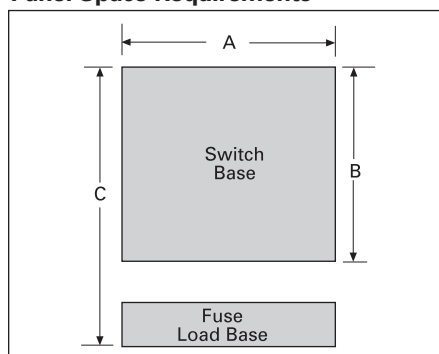 Panel Space Requirements
A
Switch
Base
B
C
Fuse
Load Base